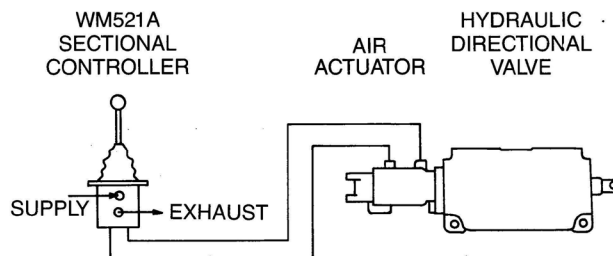 WM521A
SECTIONAL
CONTROLLER
AIR
ACTUATOR
HYDRAULIC
DIRECTIONAL
VALVE
SUPPLY
EXHAUST